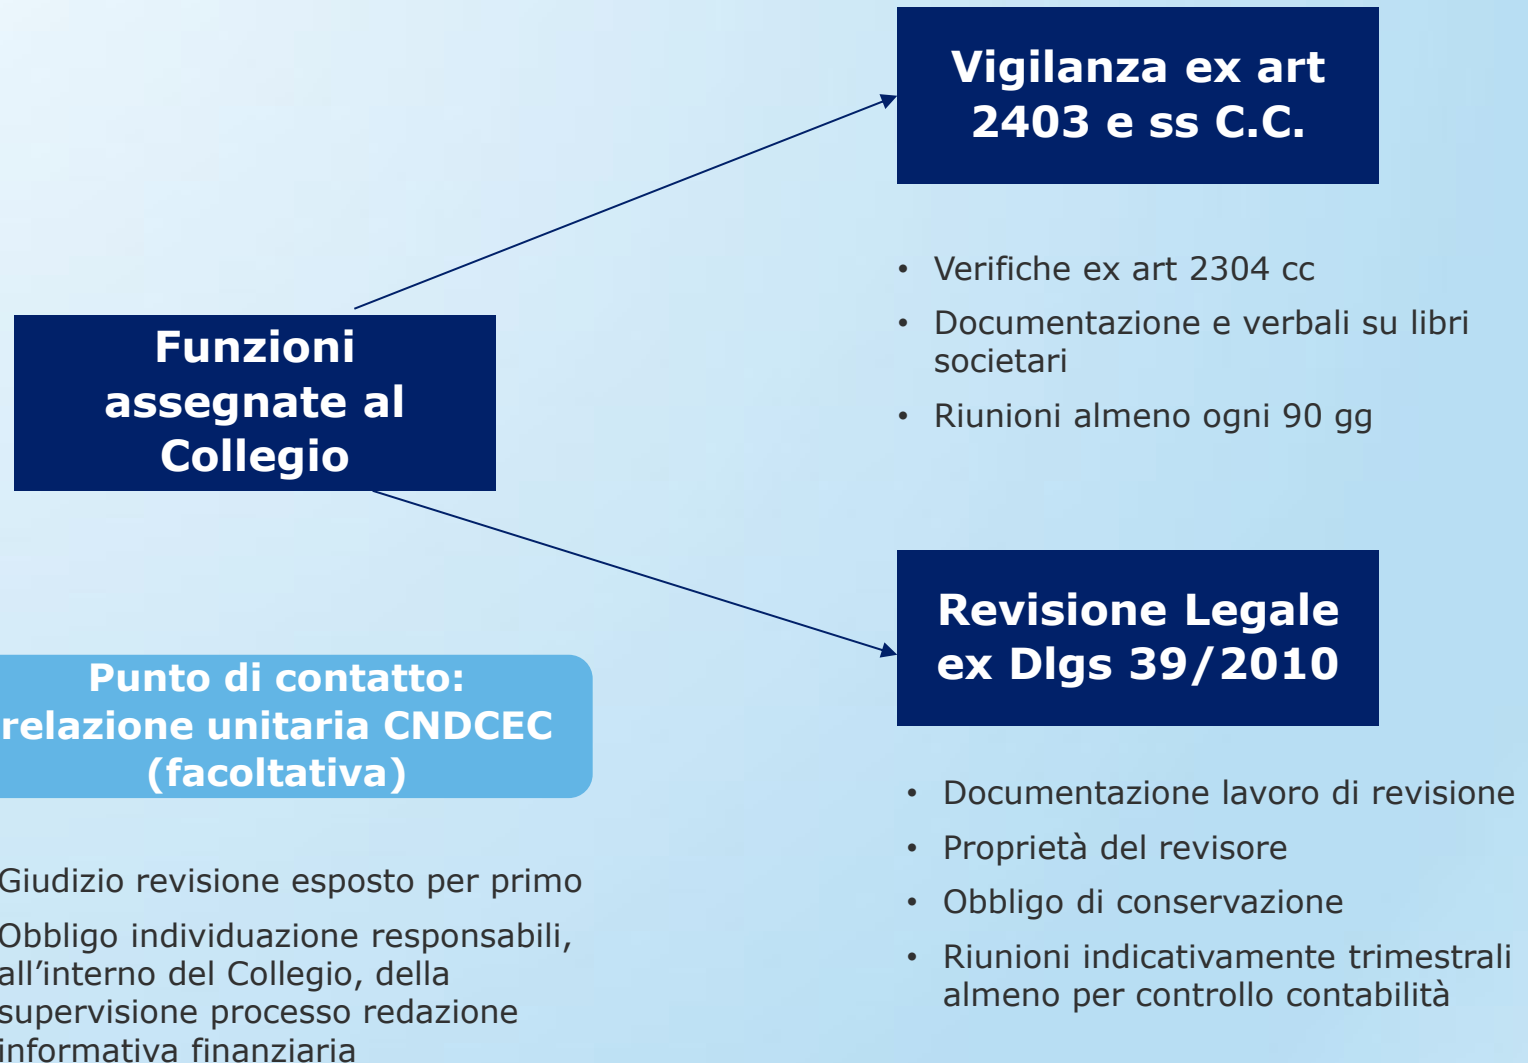 Vigilanza ex art
2403 e ss C.C.
• Verifiche ex art 2304 cc
• Documentazione e verbali su libri
societari
• Riunioni almeno ogni 90 gg
Funzioni
assegnate al
Collegio
Revisione Legale
ex Dlgs 39/2010
• Documentazione lavoro di revisione
• Proprietà del revisore
• Obbligo di conservazione
• Riunioni indicativamente trimestrali
almeno per controllo contabilità
Punto di contatto:
relazione unitaria CNDCEC
(facoltativa)
Giudizio revisione esposto per primo
Obbligo individuazione responsabili,
all’interno del Collegio, della
supervisione processo redazione
informativa finanziaria